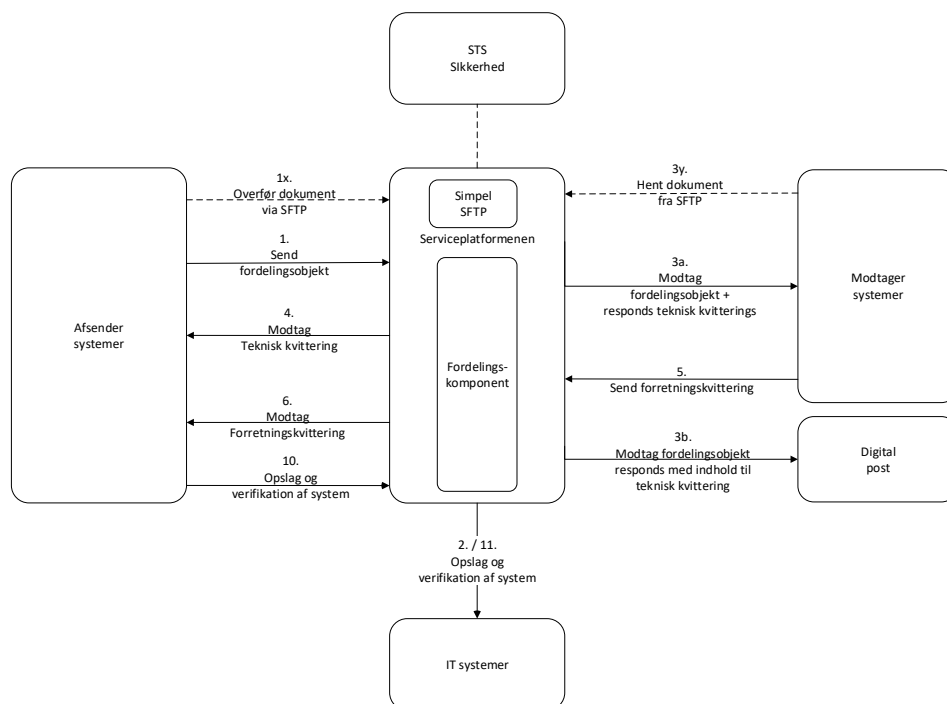 STS
SIkkerhed
1x.
Overfør dokument
via SFTP
3y.
Hent dokument
fra SFTP
Simpel
SFTP
Serviceplatformenen
1.
Send
fordelingsobjekt
3a.
Modtag
fordelingsobjekt +
responds teknisk kvitterings
Modtager
systemer
Afsender
systemer
4.
Modtag
Teknisk kvittering
Fordelings-
komponent
5.
Send forretningskvittering
6.
Modtag
Forretningskvittering
3b.
Modtag fordelingsobjekt
responds med indhold til
teknisk kvittering
Digital
post
10.
Opslag og
verifikation af system
2. / 11.
Opslag og
verifikation af system
IT systemer